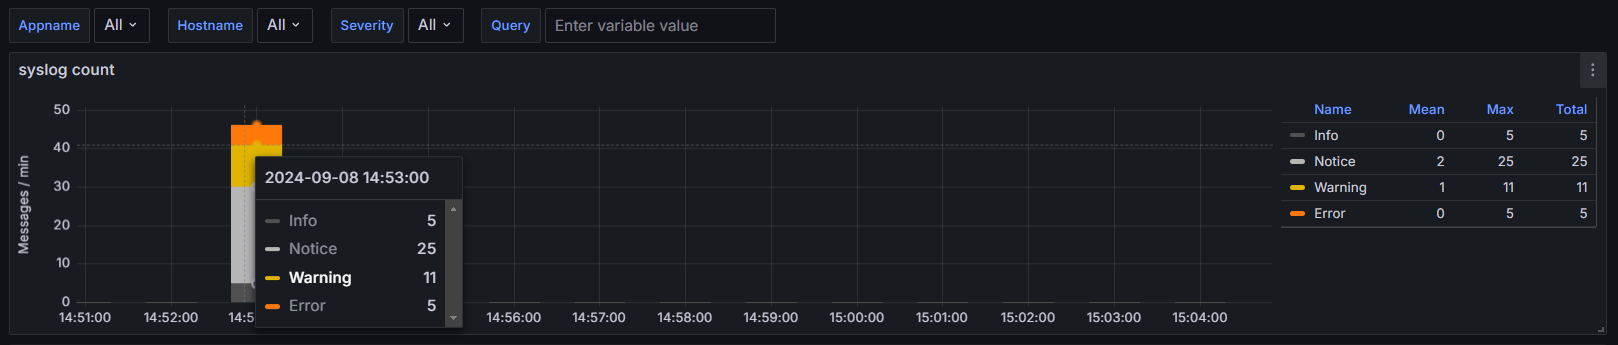 Appname All Hostname All Severity All Query Enter variable value
syslog count
Messages / min
50
40
30
20
10
0
14:51:00 14:52:00 14:5 14:56:00 14:57:00 14:58:00 14:59:00 15:00:00 15:01:00 15:02:00 15:03:00 15:04:00
2024-09-08 14:53:00
Info 5
Notice 25
Warning 11
Error 5
Name Mean Max Total
Info 0 5 5
Notice 2 25 25
Warning 1 11 11
Error 0 5 5